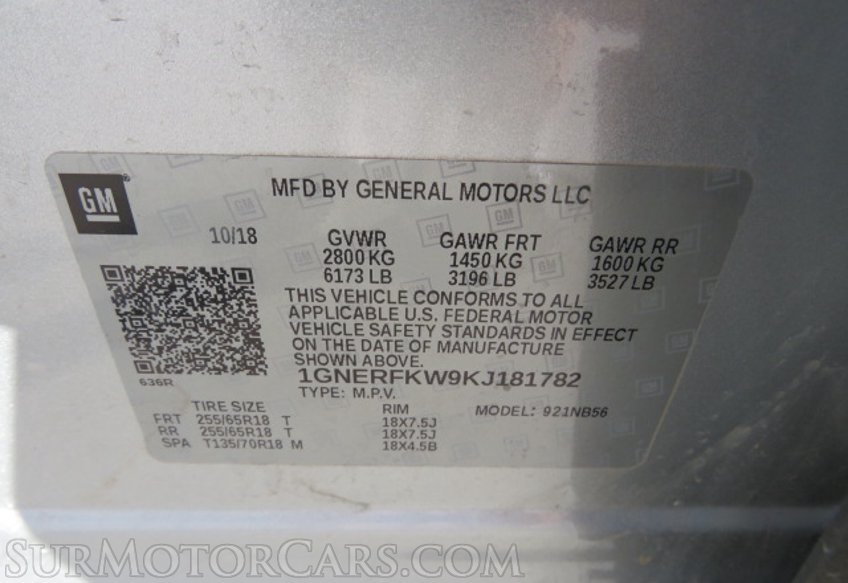 GM
MFD BY GENERAL MOTORS LLC
10/18 GVWR GAWR FRT GAWR RR
2800 KG 1450 KG 1600 KG
6173 LB 3196 LB 3527 LB
THIS VEHICLE CONFORMS TO ALL
APPLICABLE U.S. FEDERAL MOTOR
VEHICLE SAFETY STANDARDS IN EFFECT
ON THE DATE OF MANUFACTURE
SHOWN ABOVE.
636R
1GNERFKW9KJ181782
TYPE: M.P.V.
TIRE SIZE RIM MODEL: 921NB56
FRT 255/65R18 T 18X7.5J
RR 255/65R18 T 18X7.5J
SPA T135/70R18 M 18X4.5B
SurMotorCars.com